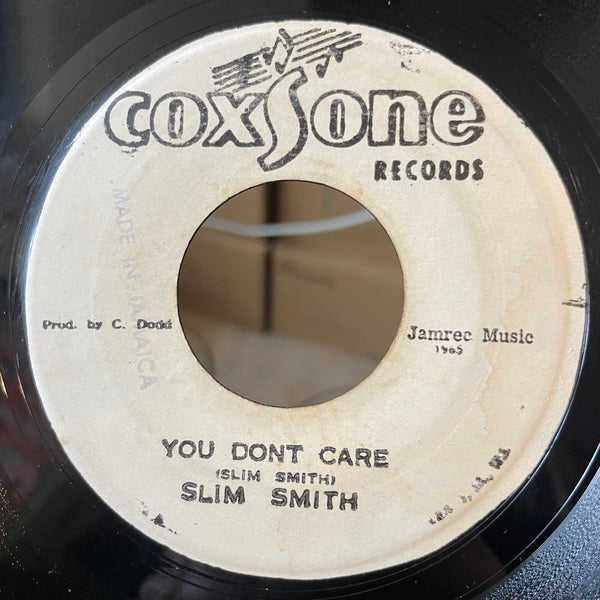 coxsone
RECORDS
MADE IN JAMAICA
Prod. by C. Dodd
Jamrec Music
1965
YOU DONT CARE
(SLIM SMITH)
SLIM SMITH